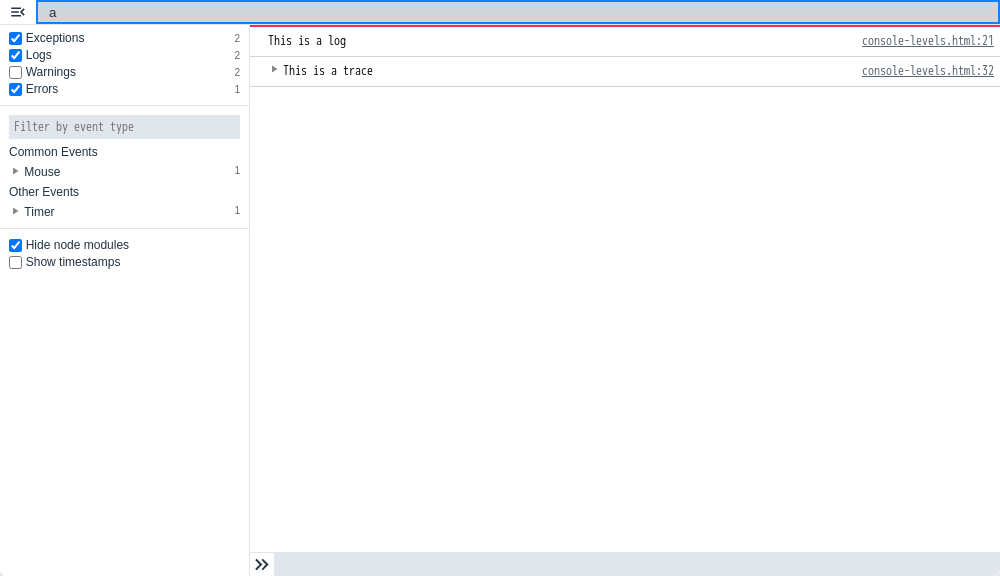 a
Exceptions 2
Logs 2
Warnings 2
Errors 1
Filter by event type
Common Events
Mouse 1
Other Events
Timer 1
Hide node modules
Show timestamps
This is a log console-levels.html:21
This is a trace console-levels.html:32